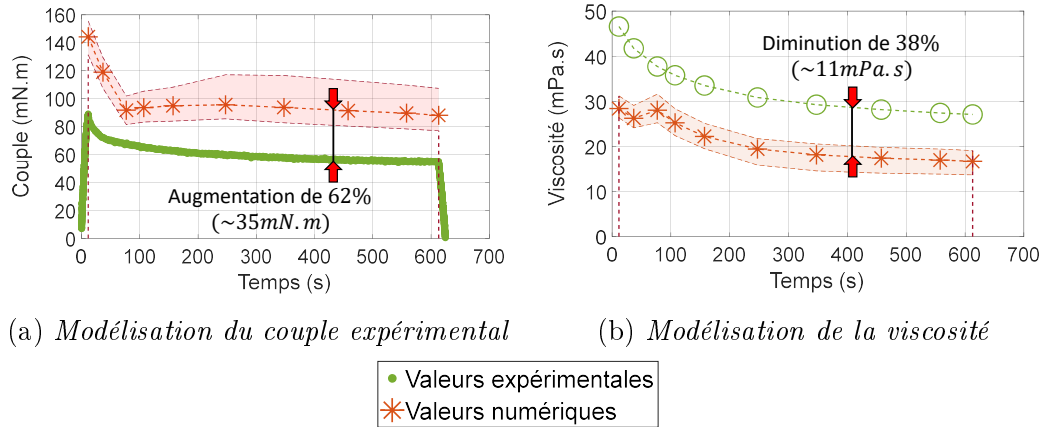 160
140
120
100
80
60
40
20
0
Couple (mN.m)
Augmentation de 62%
(~35mN.m)
0 100 200 300 400 500 600 700
Temps (s)
50
40
30
20
10
0
Viscosité (mPa.s)
Diminution de 38%
(~11mPa.s)
0 100 200 300 400 500 600 700
Temps (s)
(a) Modélisation du couple expérimental
(b) Modélisation de la viscosité
Valeurs expérimentales
Valeurs numériques